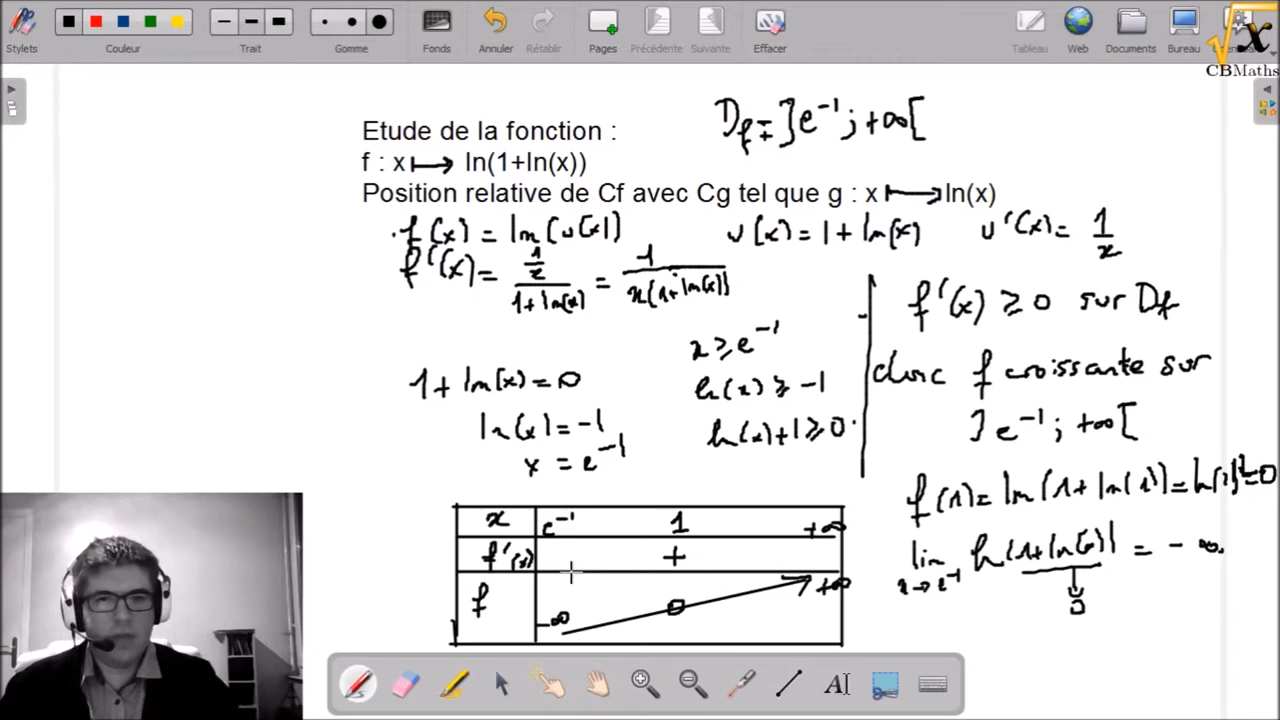 Stylets Couleur Trait Gomme Fonds Annuler Rétablir Pages Précédente Suivante Effacer Tableau Web Documents Bureau
√x
CBMaths
Df = ]e⁻¹ ; +∞[
Etude de la fonction :
f : x ⟼ ln(1+ln(x))
Position relative de Cf avec Cg tel que g : x ⟼ ln(x)
f(x) = ln(u(x)) u(x) = 1 + ln(x) u'(x) = 1/x
f'(x) = (1/x)/(1+ln(x)) = 1/(x(1+ln(x)))
f'(x) ≥ 0 sur Df
donc f croissante sur
]e⁻¹ ; +∞[
x ≥ e⁻¹
1 + ln(x) = 0 ln(x) ≥ -1
ln(x) = -1 ln(x)+1 ≥ 0
x = e⁻¹
f(1) = ln(1+ln(1)) = ln(1) = 0
lim x→e⁻¹ ln(1+ln(x)) = -∞
0
x e⁻¹ 1 +∞
f'(x) +
f -∞ 0 +∞
A